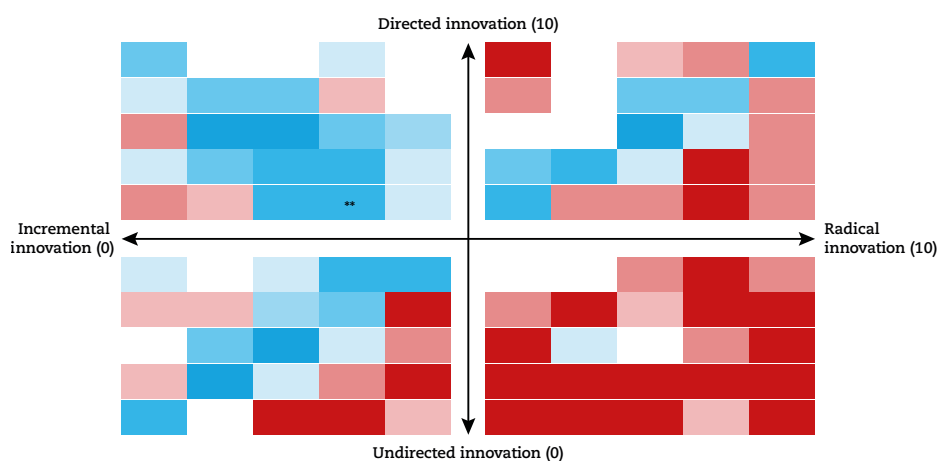 Directed innovation (10)
**
Incremental
innovation (0)
Radical
innovation (10)
Undirected innovation (0)